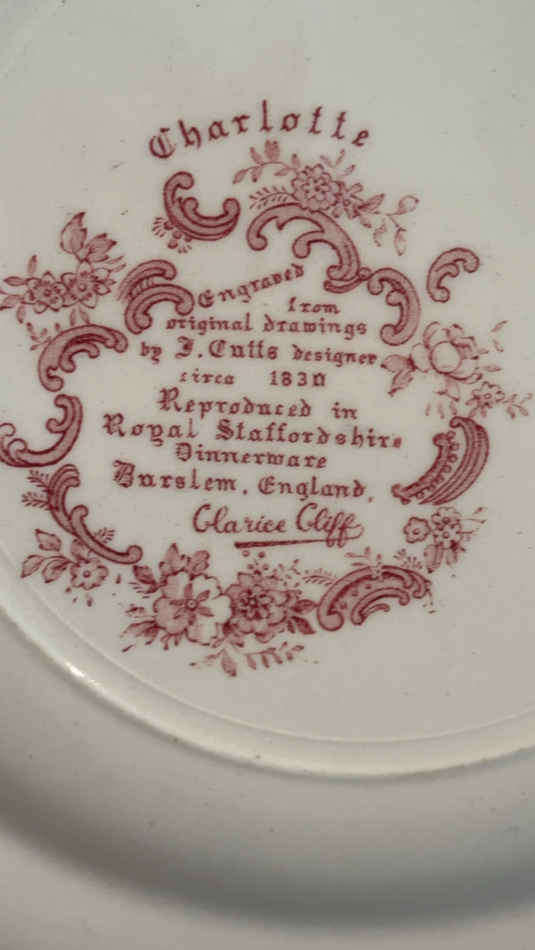 Charlotte
Engraved
from
original drawings
by J. Cutts designer
circa 1830
Reproduced in
Royal Staffordshire
Dinnerware
Burslem, England,
Clarice Cliff